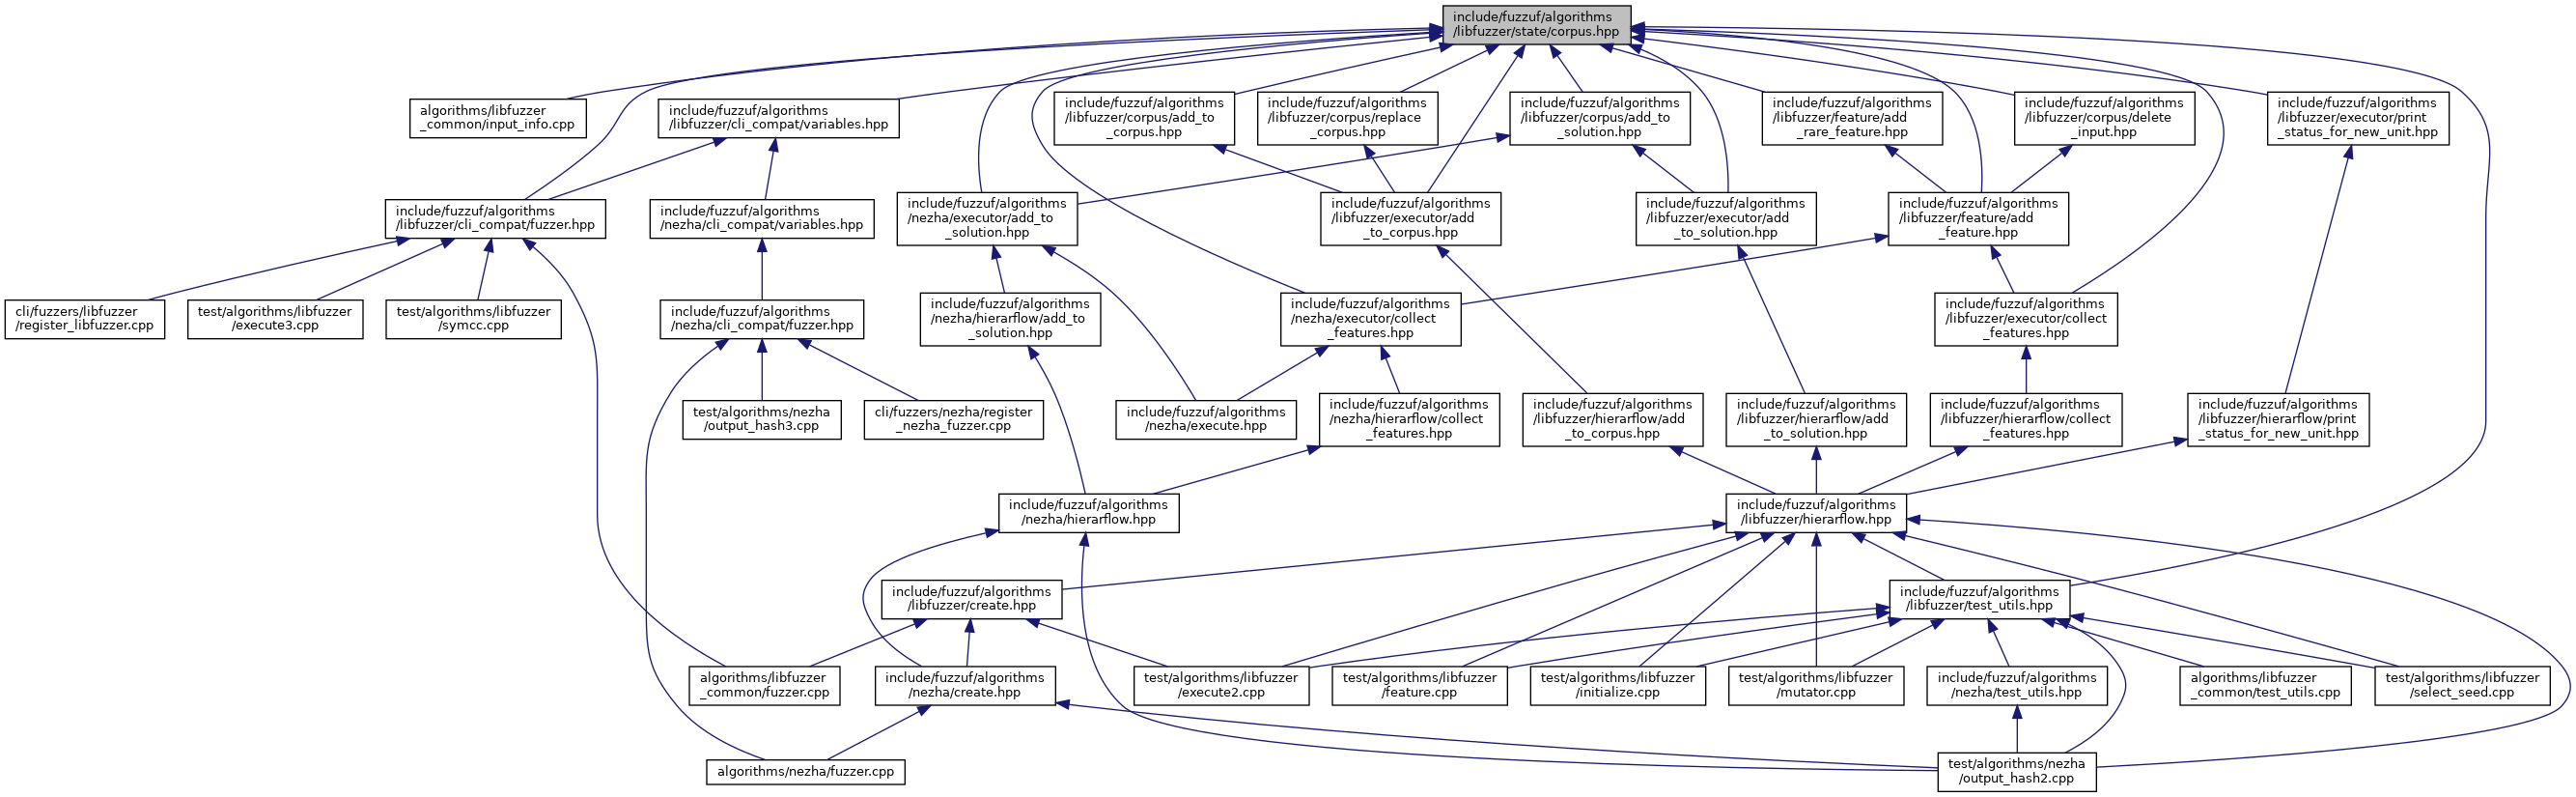 include/fuzzuf/algorithms
/libfuzzer/state/corpus.hpp
algorithms/libfuzzer
_common/input_info.cpp
include/fuzzuf/algorithms
/libfuzzer/cli_compat/variables.hpp
include/fuzzuf/algorithms
/libfuzzer/corpus/add_to
_corpus.hpp
include/fuzzuf/algorithms
/libfuzzer/corpus/replace
_corpus.hpp
include/fuzzuf/algorithms
/libfuzzer/corpus/add_to
_solution.hpp
include/fuzzuf/algorithms
/libfuzzer/feature/add
_rare_feature.hpp
include/fuzzuf/algorithms
/libfuzzer/corpus/delete
_input.hpp
include/fuzzuf/algorithms
/libfuzzer/executor/print
_status_for_new_unit.hpp
include/fuzzuf/algorithms
/libfuzzer/cli_compat/fuzzer.hpp
include/fuzzuf/algorithms
/nezha/cli_compat/variables.hpp
include/fuzzuf/algorithms
/nezha/executor/add_to
_solution.hpp
include/fuzzuf/algorithms
/libfuzzer/executor/add
_to_corpus.hpp
include/fuzzuf/algorithms
/libfuzzer/executor/add
_to_solution.hpp
include/fuzzuf/algorithms
/libfuzzer/feature/add
_feature.hpp
cli/fuzzers/libfuzzer
/register_libfuzzer.cpp
test/algorithms/libfuzzer
/execute3.cpp
test/algorithms/libfuzzer
/symcc.cpp
include/fuzzuf/algorithms
/nezha/cli_compat/fuzzer.hpp
include/fuzzuf/algorithms
/nezha/hierarflow/add_to
_solution.hpp
include/fuzzuf/algorithms
/nezha/executor/collect
_features.hpp
include/fuzzuf/algorithms
/libfuzzer/executor/collect
_features.hpp
test/algorithms/nezha
/output_hash3.cpp
cli/fuzzers/nezha/register
_nezha_fuzzer.cpp
include/fuzzuf/algorithms
/nezha/execute.hpp
include/fuzzuf/algorithms
/nezha/hierarflow/collect
_features.hpp
include/fuzzuf/algorithms
/libfuzzer/hierarflow/add
_to_corpus.hpp
include/fuzzuf/algorithms
/libfuzzer/hierarflow/add
_to_solution.hpp
include/fuzzuf/algorithms
/libfuzzer/hierarflow/collect
_features.hpp
include/fuzzuf/algorithms
/libfuzzer/hierarflow/print
_status_for_new_unit.hpp
include/fuzzuf/algorithms
/nezha/hierarflow.hpp
include/fuzzuf/algorithms
/libfuzzer/hierarflow.hpp
include/fuzzuf/algorithms
/libfuzzer/create.hpp
include/fuzzuf/algorithms
/libfuzzer/test_utils.hpp
algorithms/libfuzzer
_common/fuzzer.cpp
include/fuzzuf/algorithms
/nezha/create.hpp
test/algorithms/libfuzzer
/execute2.cpp
test/algorithms/libfuzzer
/feature.cpp
test/algorithms/libfuzzer
/initialize.cpp
test/algorithms/libfuzzer
/mutator.cpp
include/fuzzuf/algorithms
/nezha/test_utils.hpp
algorithms/libfuzzer
_common/test_utils.cpp
test/algorithms/libfuzzer
/select_seed.cpp
algorithms/nezha/fuzzer.cpp
test/algorithms/nezha
/output_hash2.cpp